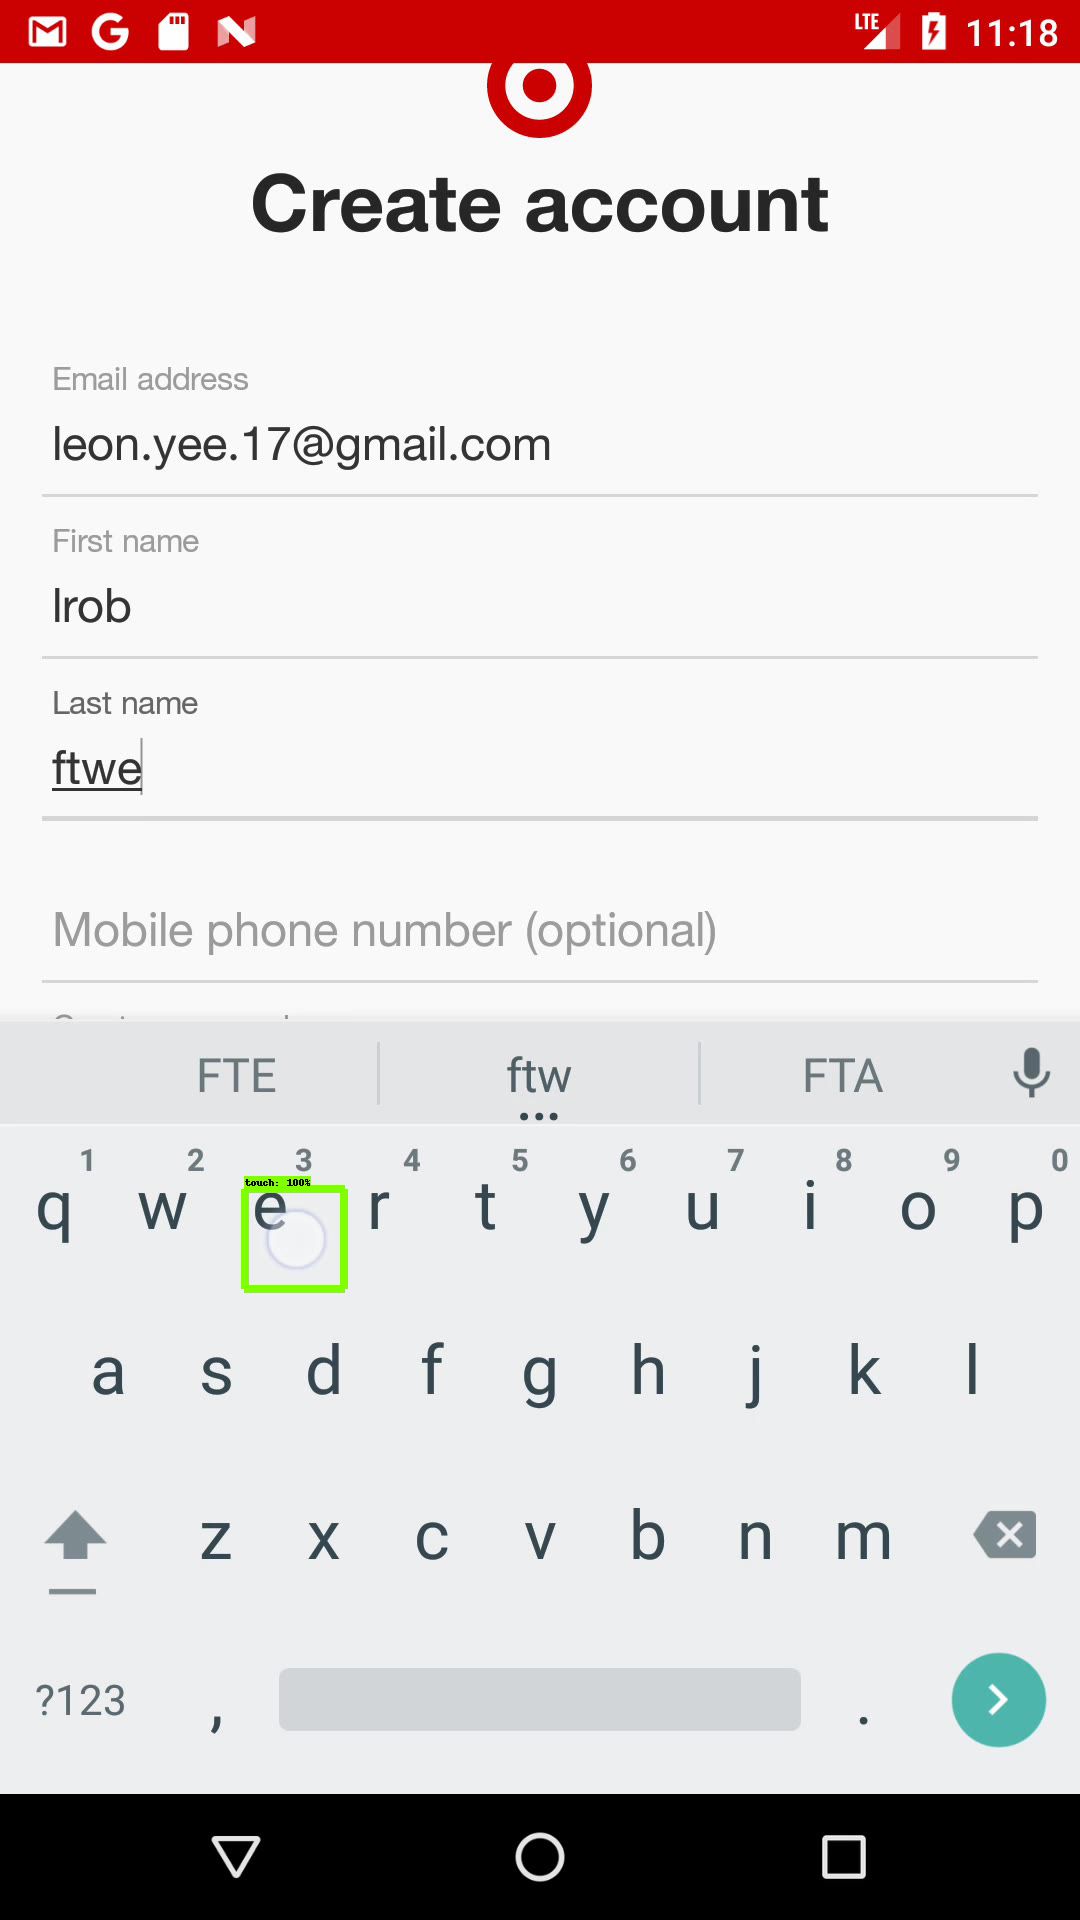 LTE 11:18
Create account
Email address
leon.yee.17@gmail.com
First name
lrob
Last name
ftwe
Mobile phone number (optional)
FTE ftw FTA
1 2 3 4 5 6 7 8 9 0
touch: 100%
q w e r t y u i o p
a s d f g h j k l
z x c v b n m
?123 , .